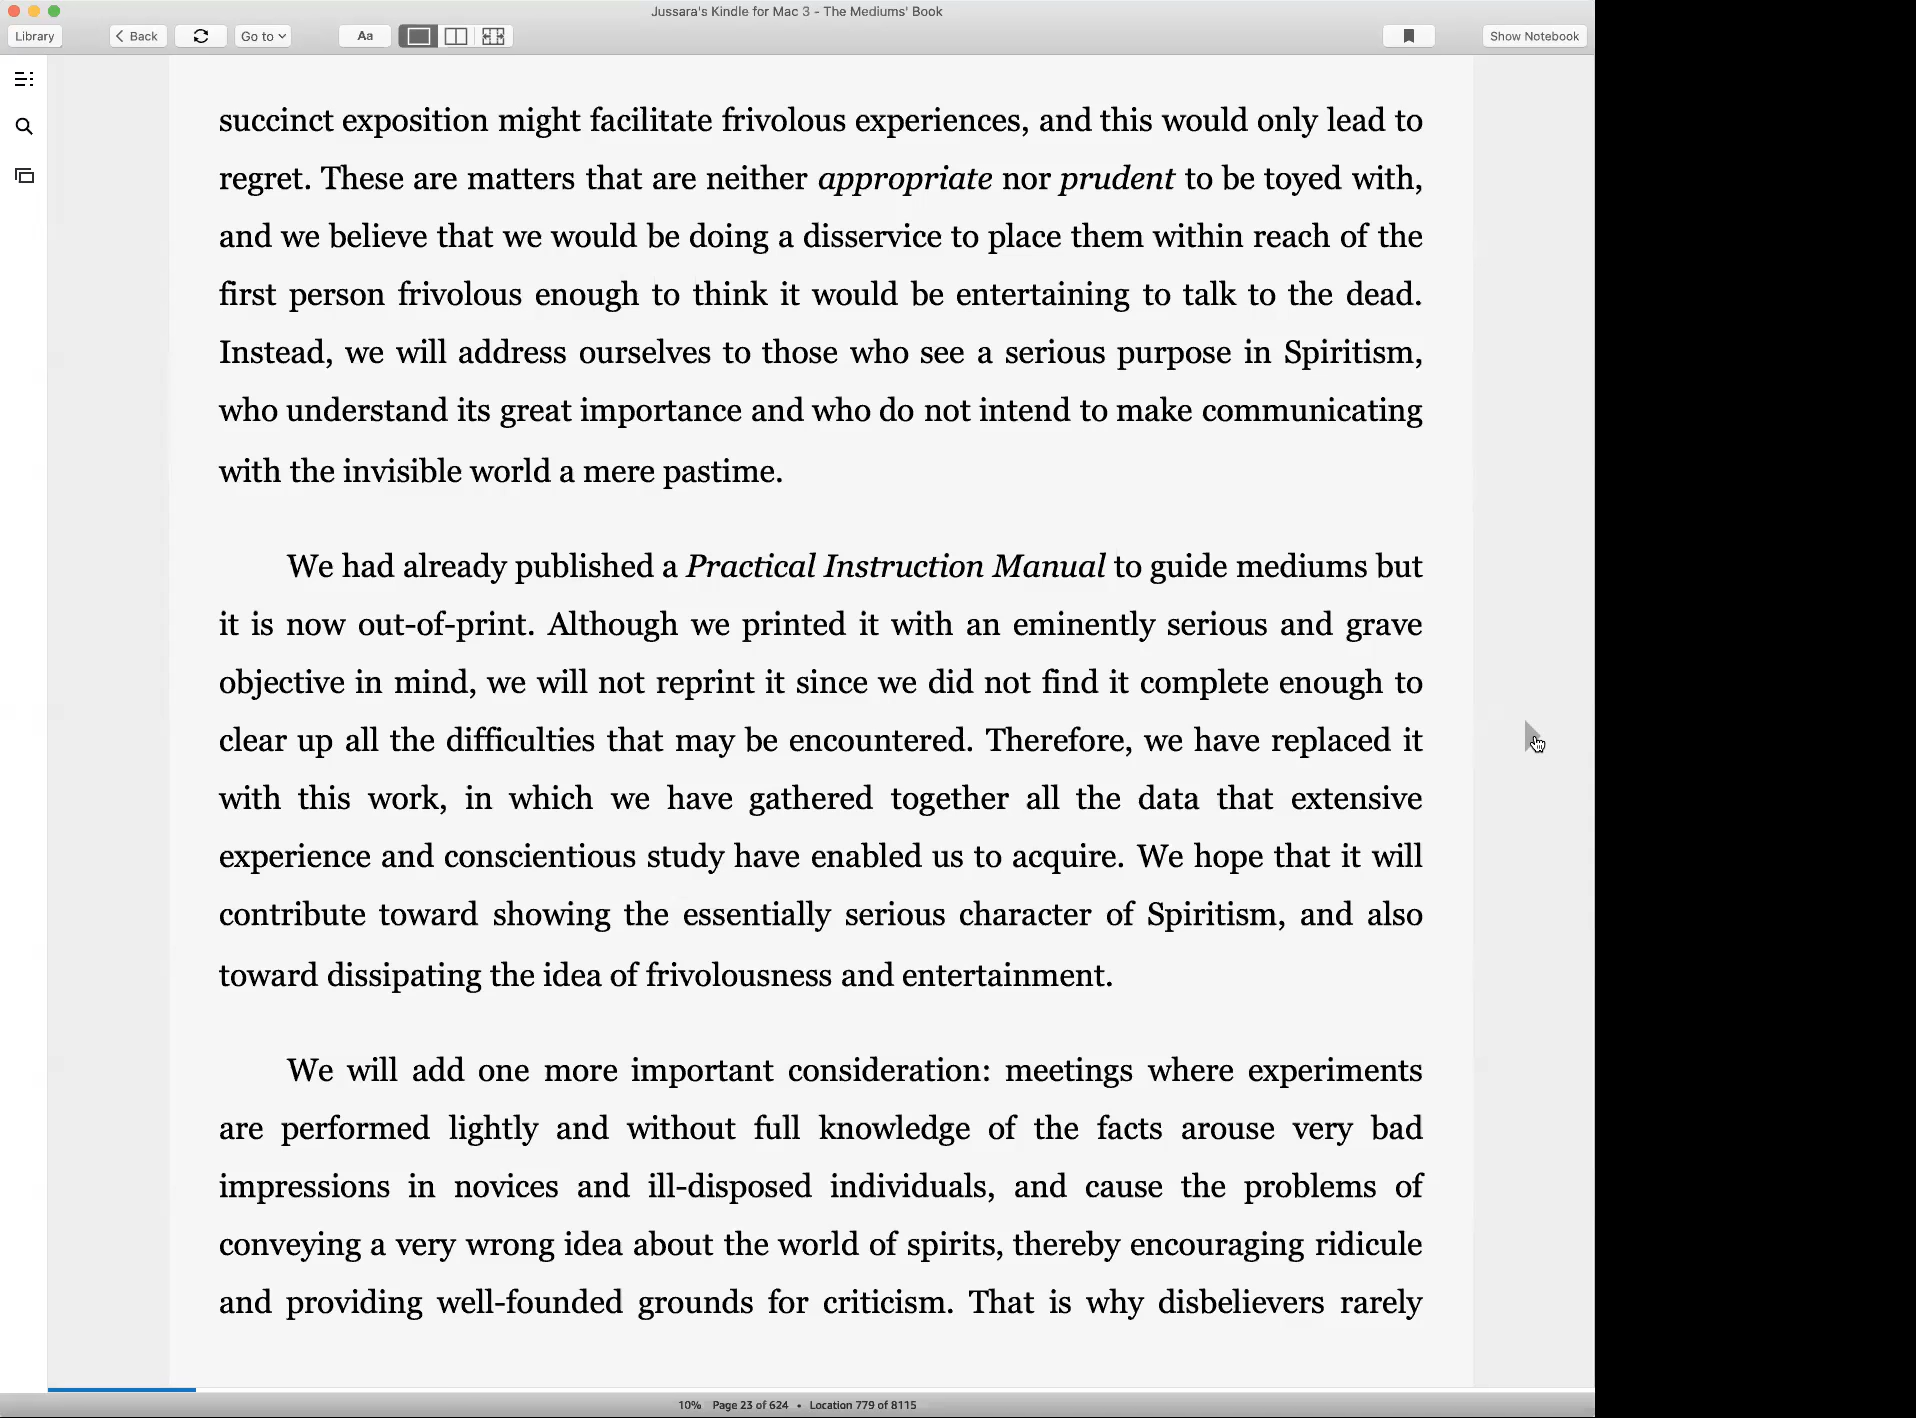 Jussara's Kindle for Mac 3 - The Mediums' Book
Library
Back
Go to
Aa
Show Notebook
succinct exposition might facilitate frivolous experiences, and this would only lead to
regret. These are matters that are neither appropriate nor prudent to be toyed with,
and we believe that we would be doing a disservice to place them within reach of the
first person frivolous enough to think it would be entertaining to talk to the dead.
Instead, we will address ourselves to those who see a serious purpose in Spiritism,
who understand its great importance and who do not intend to make communicating
with the invisible world a mere pastime.
We had already published a Practical Instruction Manual to guide mediums but
it is now out-of-print. Although we printed it with an eminently serious and grave
objective in mind, we will not reprint it since we did not find it complete enough to
clear up all the difficulties that may be encountered. Therefore, we have replaced it
with this work, in which we have gathered together all the data that extensive
experience and conscientious study have enabled us to acquire. We hope that it will
contribute toward showing the essentially serious character of Spiritism, and also
toward dissipating the idea of frivolousness and entertainment.
We will add one more important consideration: meetings where experiments
are performed lightly and without full knowledge of the facts arouse very bad
impressions in novices and ill-disposed individuals, and cause the problems of
conveying a very wrong idea about the world of spirits, thereby encouraging ridicule
and providing well-founded grounds for criticism. That is why disbelievers rarely
10% Page 23 of 624 • Location 779 of 8115